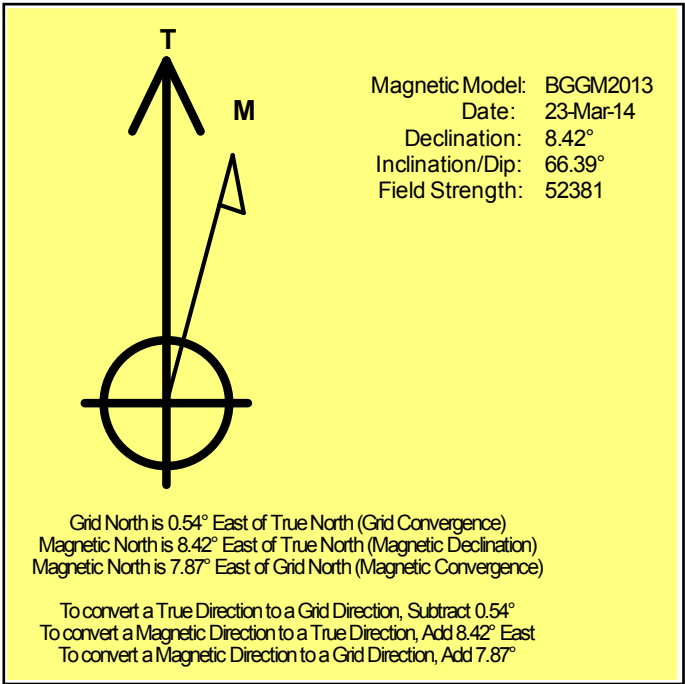 T
M
Magnetic Model: BGGM2013
Date: 23-Mar-14
Declination: 8.42°
Inclination/Dip: 66.39°
Field Strength: 52381
Grid North is 0.54° East of True North (Grid Convergence)
Magnetic North is 8.42° East of True North (Magnetic Declination)
Magnetic North is 7.87° East of Grid North (Magnetic Convergence)
To convert a True Direction to a Grid Direction, Subtract 0.54°
To convert a Magnetic Direction to a True Direction, Add 8.42° East
To convert a Magnetic Direction to a Grid Direction, Add 7.87°